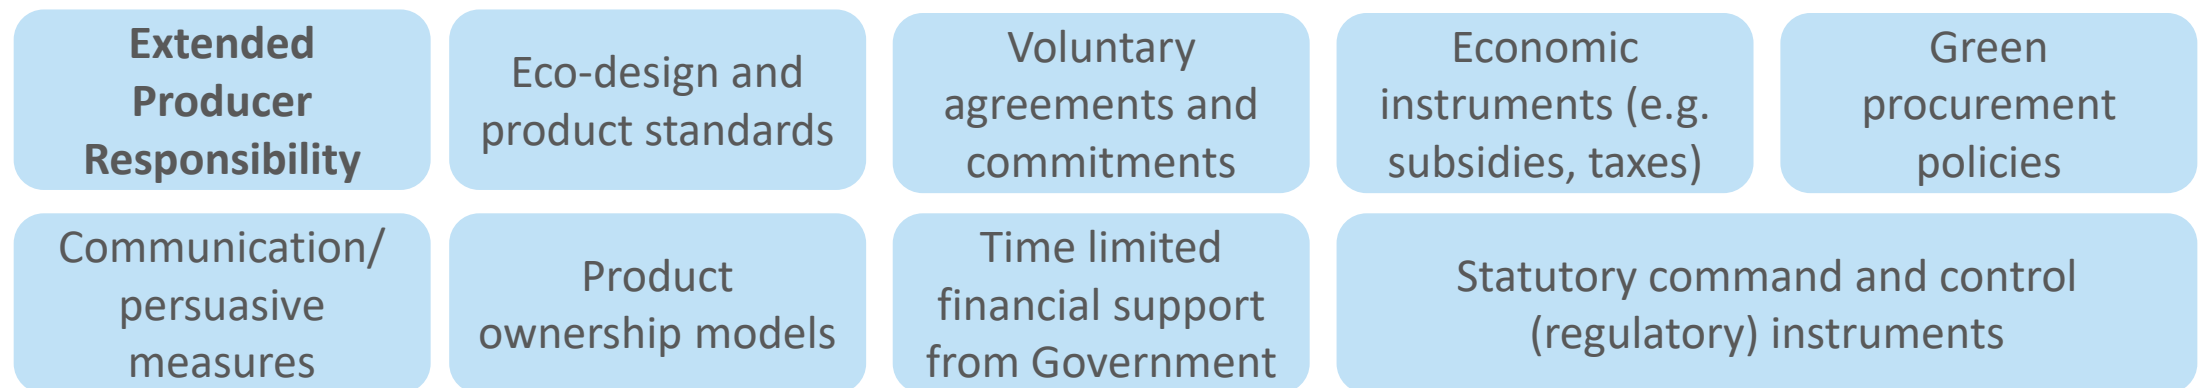 Extended
Producer
Responsibility
Eco-design and
product standards
Voluntary
agreements and
commitments
Economic
instruments (e.g.
subsidies, taxes)
Green
procurement
policies
Communication/
persuasive
measures
Product
ownership models
Time limited
financial support
from Government
Statutory command and control
(regulatory) instruments